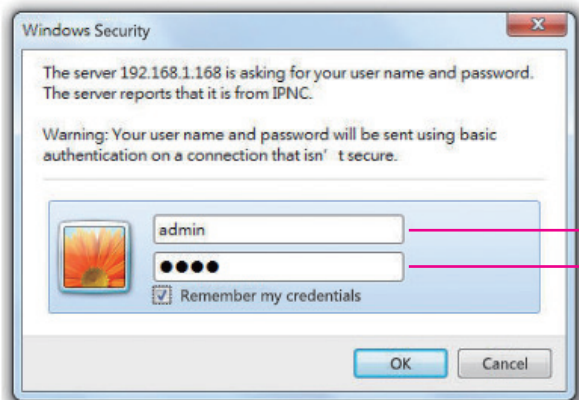 Windows Security
The server 192.168.1.168 is asking for your user name and password.
The server reports that it is from IPNC.
Warning: Your user name and password will be sent using basic
authentication on a connection that isn' t secure.
admin
●●●●
Remember my credentials
OK
Cancel